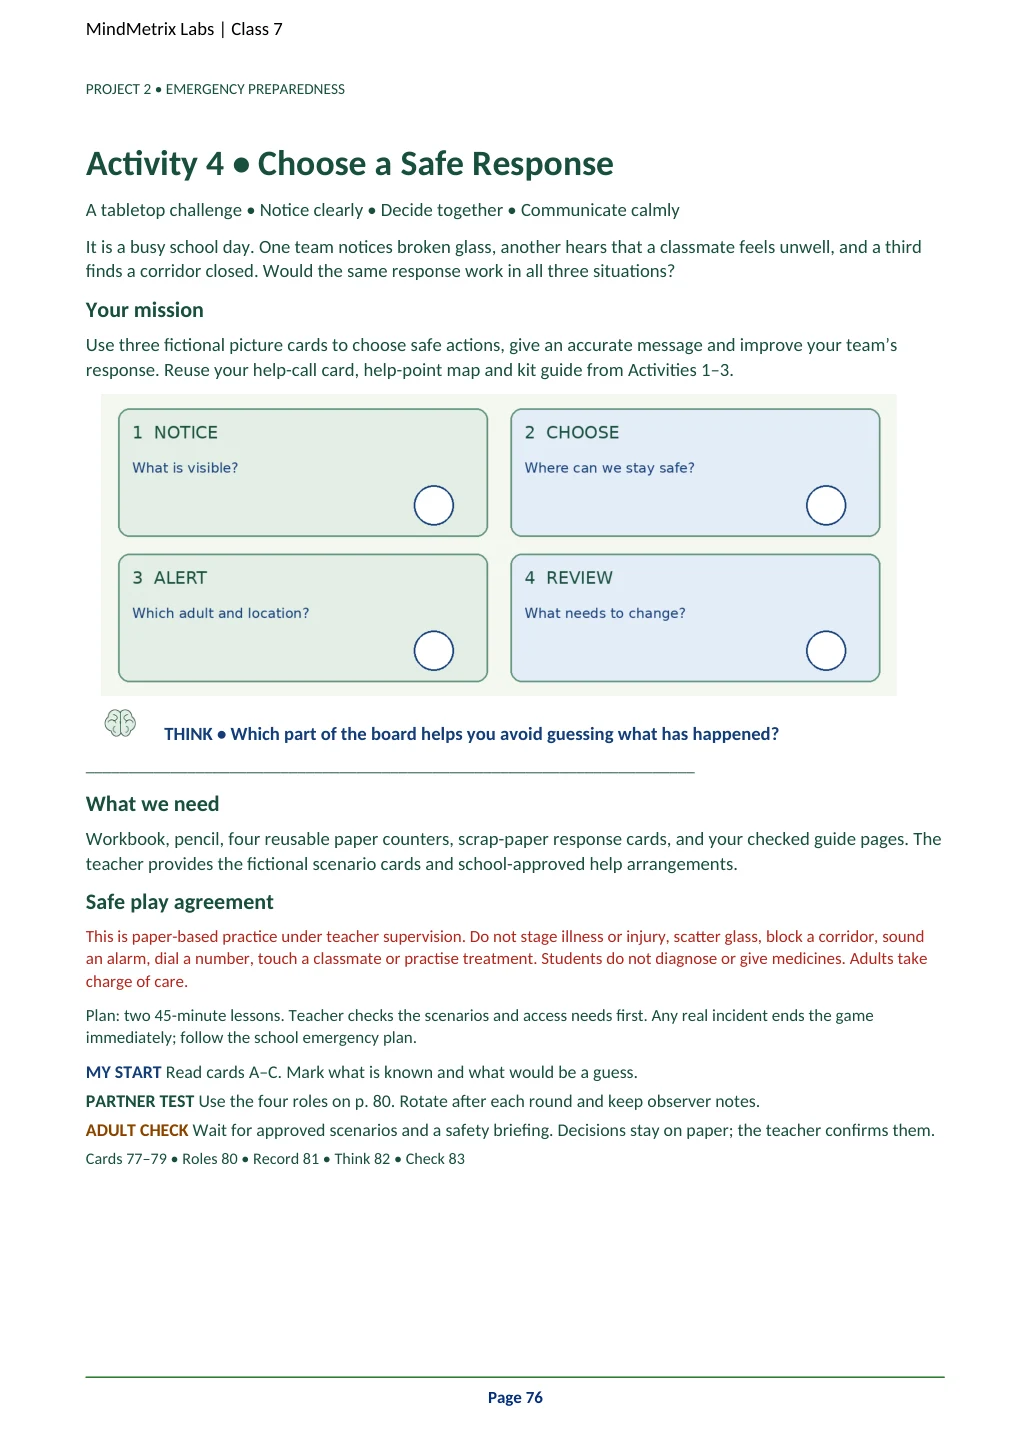 MindMetrix Labs | Class 7
PROJECT 2 • EMERGENCY PREPAREDNESS
Activity 4 • Choose a Safe Response
A tabletop challenge • Notice clearly • Decide together • Communicate calmly
It is a busy school day. One team notices broken glass, another hears that a classmate feels unwell, and a third
finds a corridor closed. Would the same response work in all three situations?
Your mission
Use three fictional picture cards to choose safe actions, give an accurate message and improve your team’s
response. Reuse your help-call card, help-point map and kit guide from Activities 1–3.
1 NOTICE
What is visible?
2 CHOOSE
Where can we stay safe?
3 ALERT
Which adult and location?
4 REVIEW
What needs to change?
THINK • Which part of the board helps you avoid guessing what has happened?
What we need
Workbook, pencil, four reusable paper counters, scrap-paper response cards, and your checked guide pages. The
teacher provides the fictional scenario cards and school-approved help arrangements.
Safe play agreement
This is paper-based practice under teacher supervision. Do not stage illness or injury, scatter glass, block a corridor, sound
an alarm, dial a number, touch a classmate or practise treatment. Students do not diagnose or give medicines. Adults take
charge of care.
Plan: two 45-minute lessons. Teacher checks the scenarios and access needs first. Any real incident ends the game
immediately; follow the school emergency plan.
MY START Read cards A–C. Mark what is known and what would be a guess.
PARTNER TEST Use the four roles on p. 80. Rotate after each round and keep observer notes.
ADULT CHECK Wait for approved scenarios and a safety briefing. Decisions stay on paper; the teacher confirms them.
Cards 77–79 • Roles 80 • Record 81 • Think 82 • Check 83
Page 76